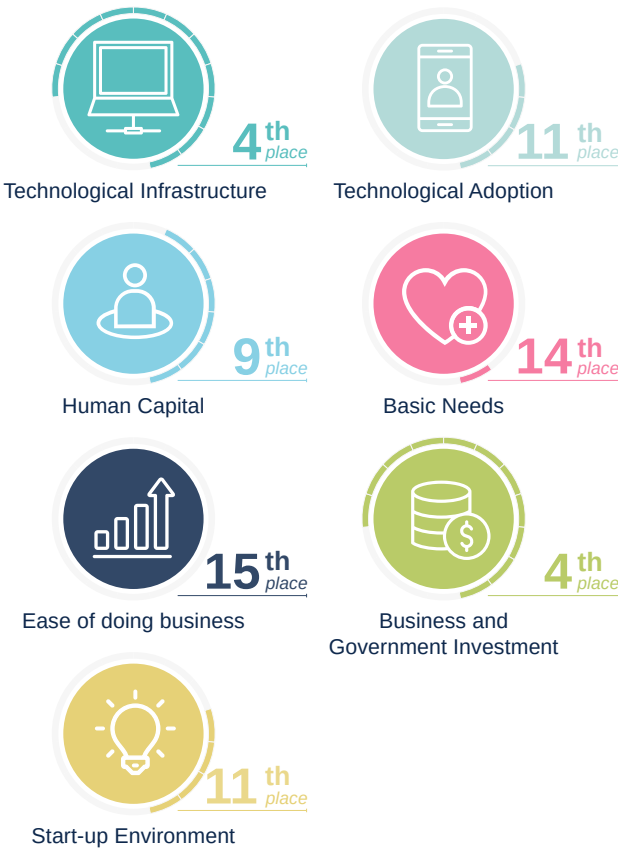 4th place
Technological Infrastructure
11th place
Technological Adoption
9th place
Human Capital
14th place
Basic Needs
15th place
Ease of doing business
4th place
Business and
Government Investment
11th place
Start-up Environment